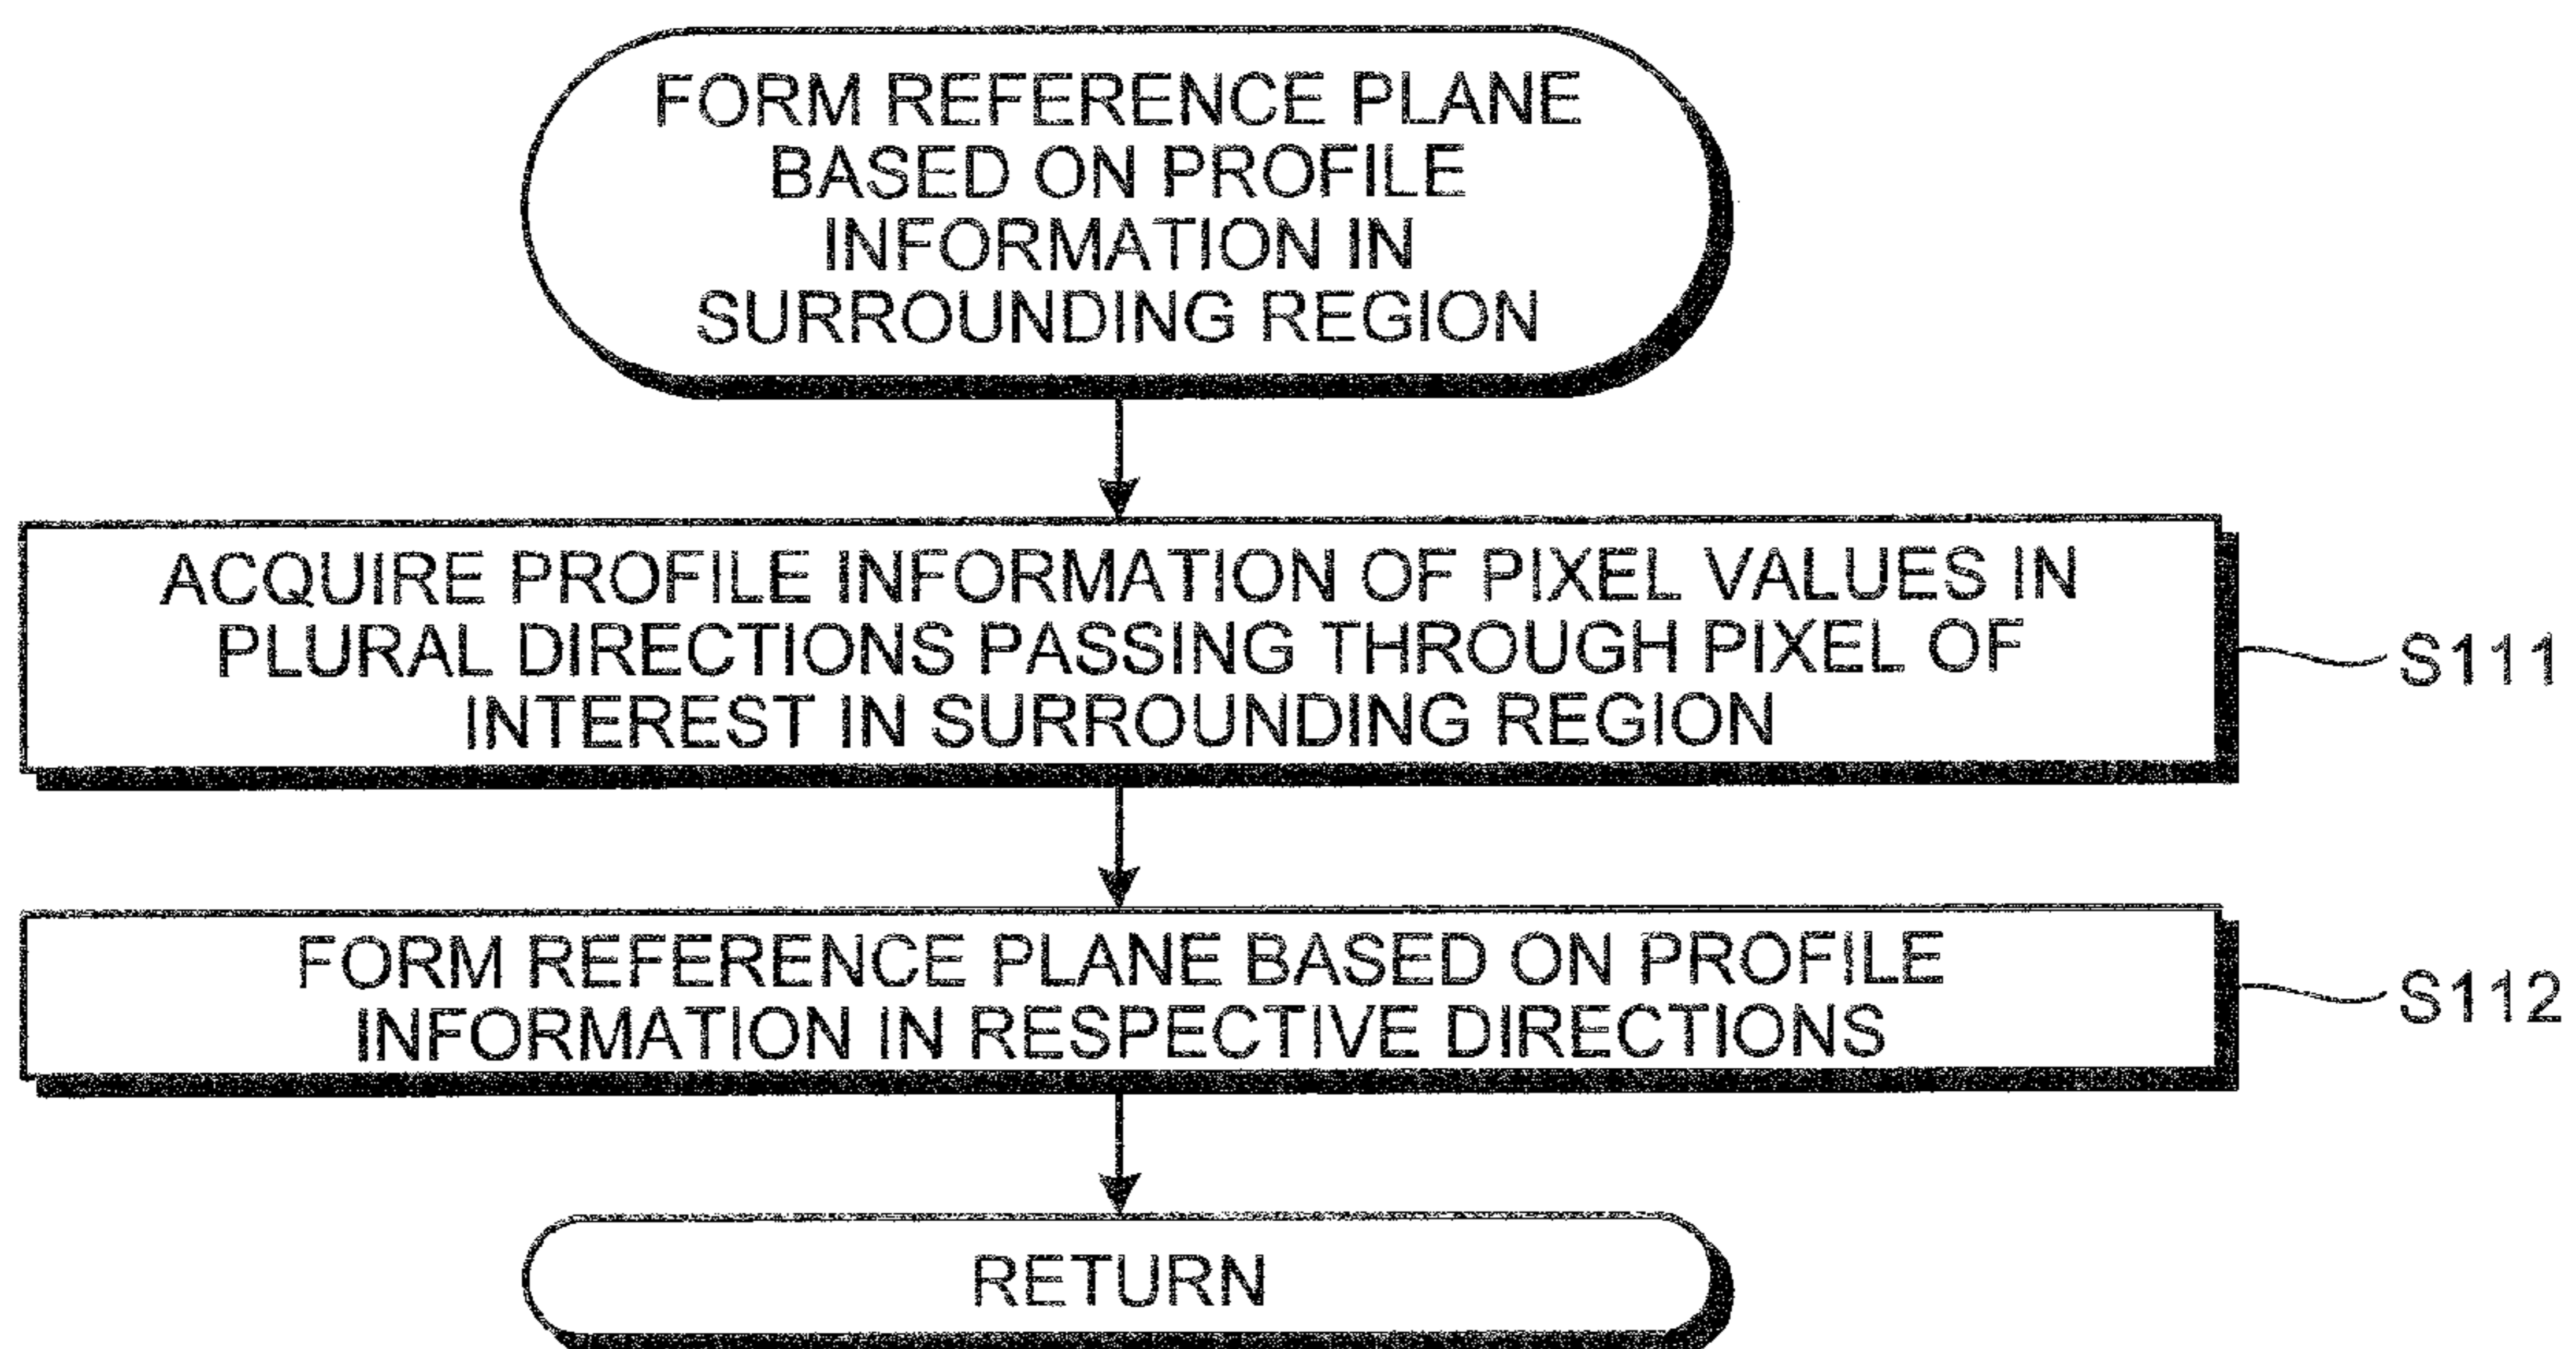 FORM REFERENCE PLANE
BASED ON PROFILE
INFORMATION IN
SURROUNDING REGION
ACQUIRE PROFILE INFORMATION OF PIXEL VALUES IN
PLURAL DIRECTIONS PASSING THROUGH PIXEL OF
INTEREST IN SURROUNDING REGION
S111
FORM REFERENCE PLANE BASED ON PROFILE
INFORMATION IN RESPECTIVE DIRECTIONS
S112
RETURN